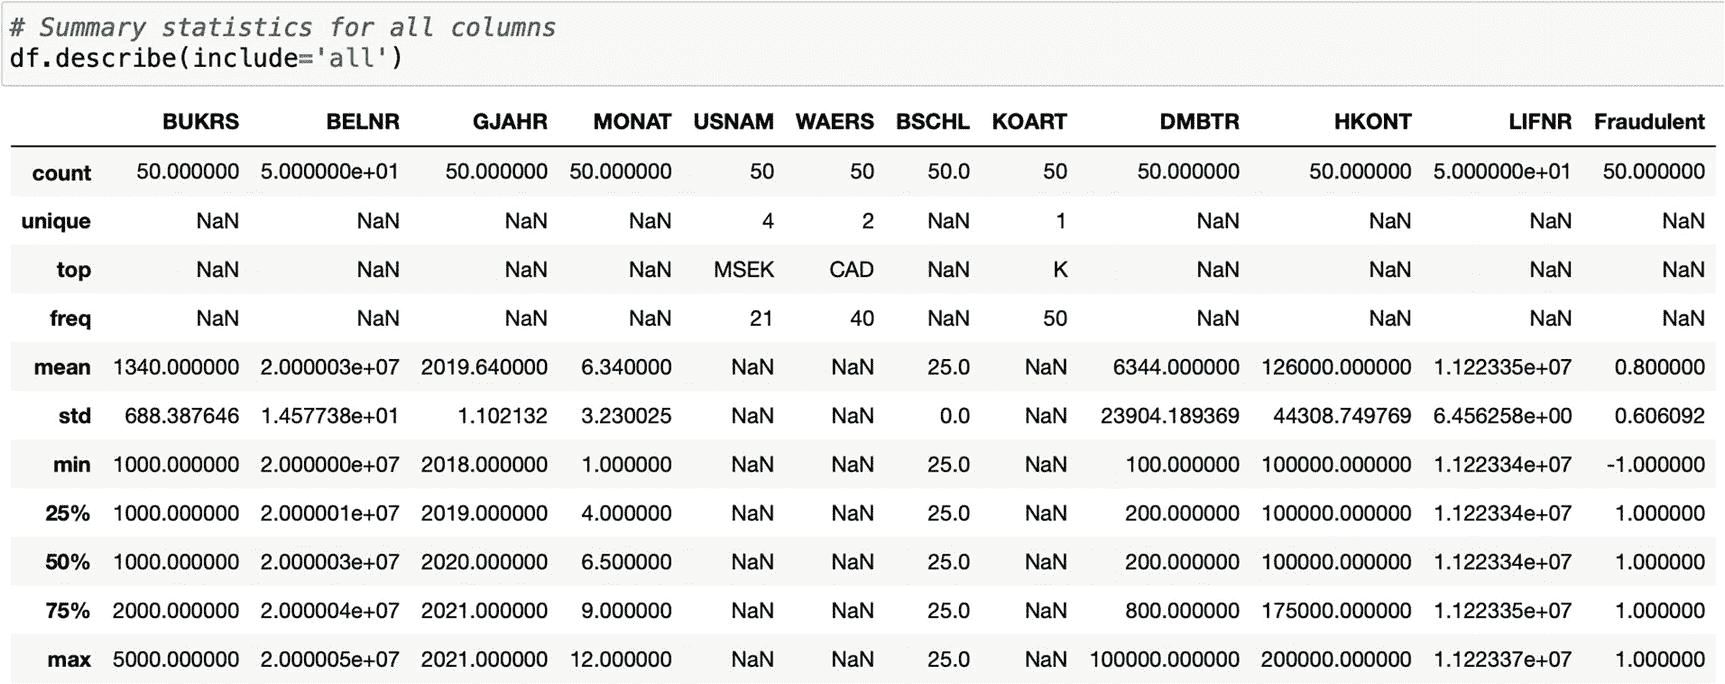 # Summary statistics for all columns
df.describe(include='all')
BUKRS BELNR GJAHR MONAT USNAM WAERS BSCHL KOART DMBTR HKONT LIFNR Fraudulent
count 50.000000 5.000000e+01 50.000000 50.000000 50 50 50.0 50 50.000000 50.000000 5.000000e+01 50.000000
unique NaN NaN NaN NaN 4 2 NaN 1 NaN NaN NaN NaN
top NaN NaN NaN NaN MSEK CAD NaN K NaN NaN NaN NaN
freq NaN NaN NaN NaN 21 40 NaN 50 NaN NaN NaN NaN
mean 1340.000000 2.000003e+07 2019.640000 6.340000 NaN NaN 25.0 NaN 6344.000000 126000.000000 1.122335e+07 0.800000
std 688.387646 1.457738e+01 1.102132 3.230025 NaN NaN 0.0 NaN 23904.189369 44308.749769 6.456258e+00 0.606092
min 1000.000000 2.000000e+07 2018.000000 1.000000 NaN NaN 25.0 NaN 100.000000 100000.000000 1.122334e+07 -1.000000
25% 1000.000000 2.000001e+07 2019.000000 4.000000 NaN NaN 25.0 NaN 200.000000 100000.000000 1.122334e+07 1.000000
50% 1000.000000 2.000003e+07 2020.000000 6.500000 NaN NaN 25.0 NaN 200.000000 100000.000000 1.122334e+07 1.000000
75% 2000.000000 2.000004e+07 2021.000000 9.000000 NaN NaN 25.0 NaN 800.000000 175000.000000 1.122335e+07 1.000000
max 5000.000000 2.000005e+07 2021.000000 12.000000 NaN NaN 25.0 NaN 100000.000000 200000.000000 1.122337e+07 1.000000